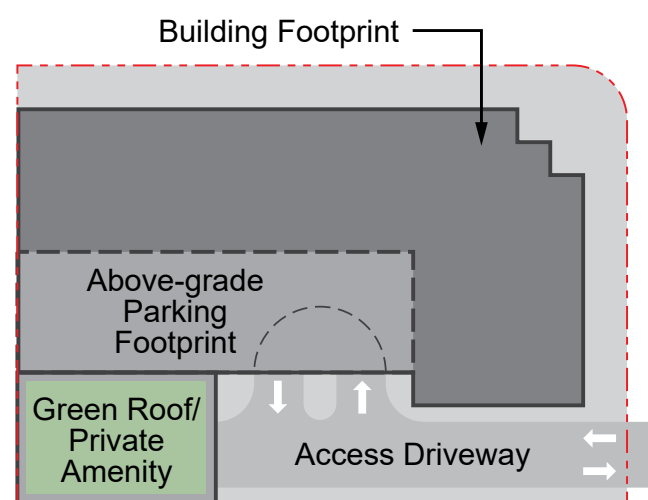 Building Footprint
Above-grade
Parking
Footprint
Green Roof/
Private
Amenity
Access Driveway